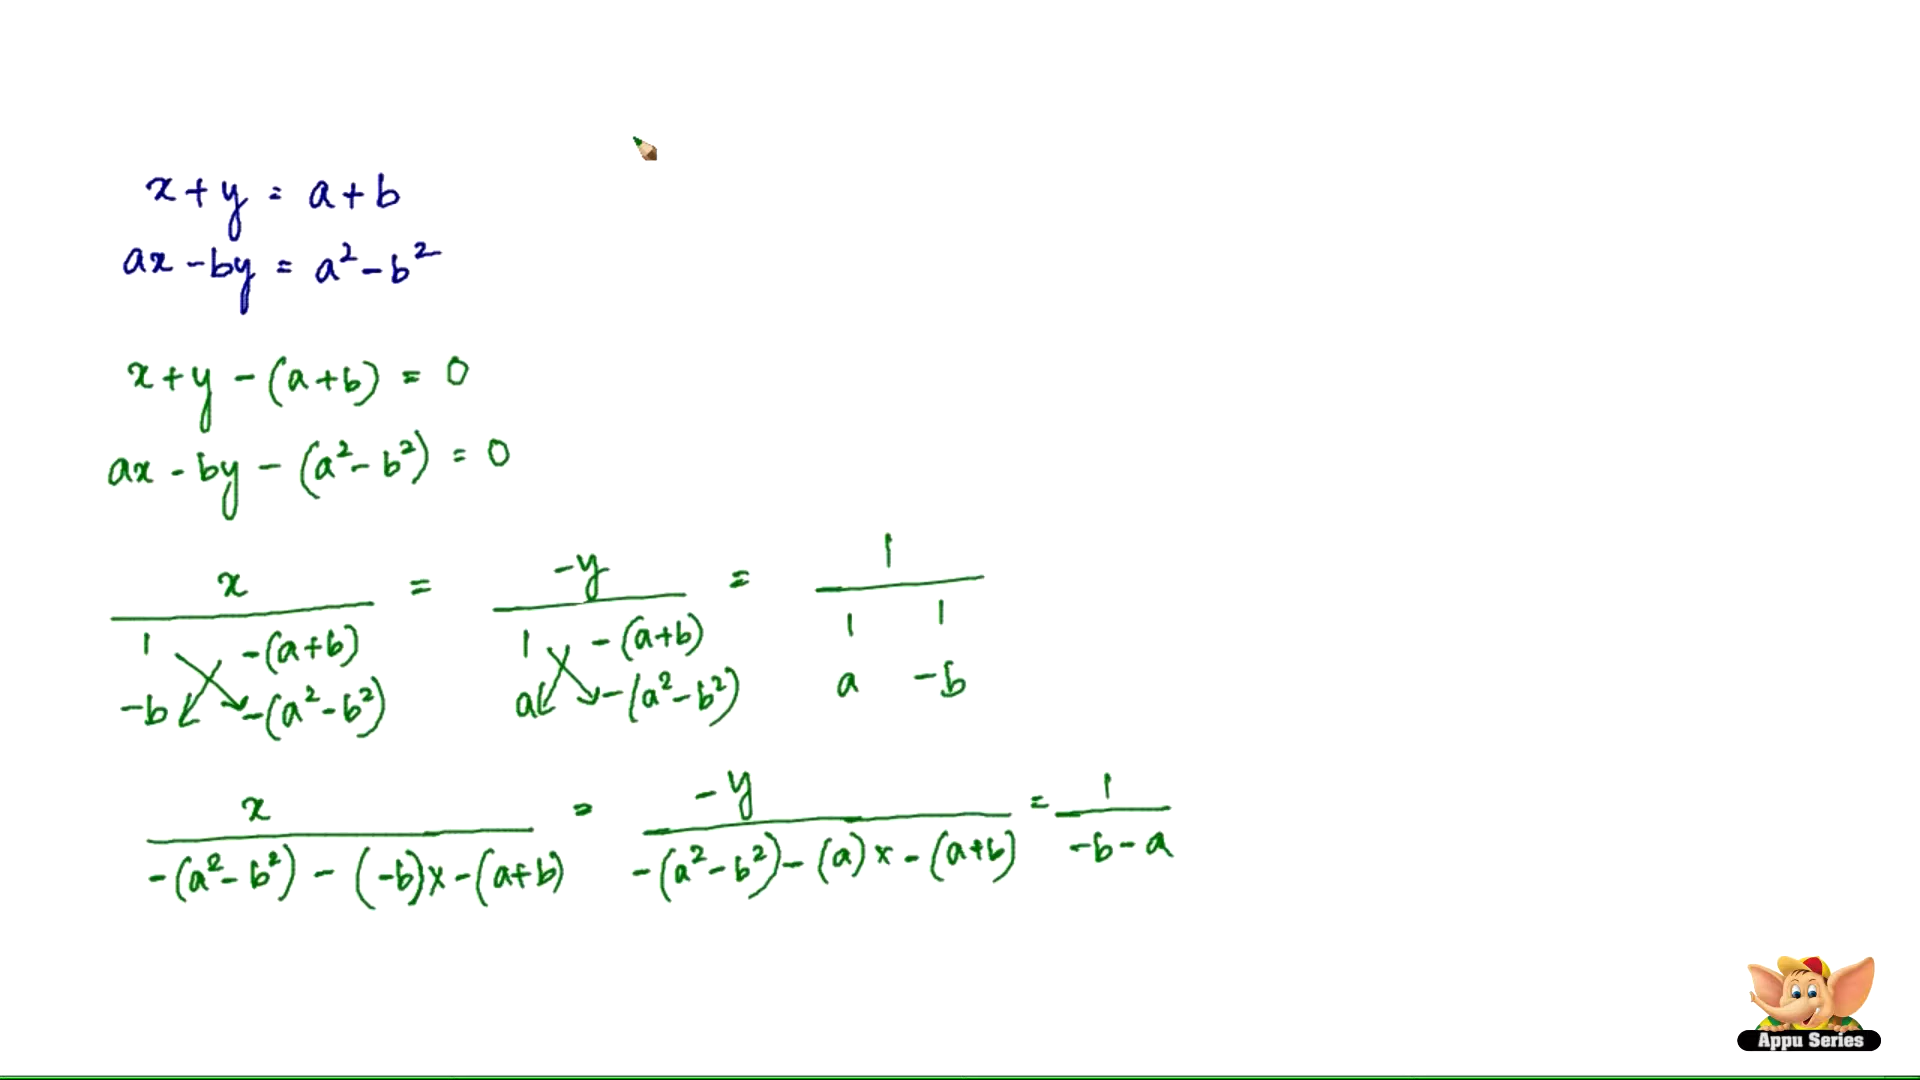 x + y = a + b
ax - by = a² - b²
x + y - (a + b) = 0
ax - by - (a² - b²) = 0
x = -y = 1
1 -(a+b) 1 -(a+b) 1 1
-b -(a² - b²) a -(a² - b²) a -b
x = -y = 1
-(a² - b²) - (-b)x - (a+b) -(a² - b²) - (a)x - (a+b) -b - a
Appu Series